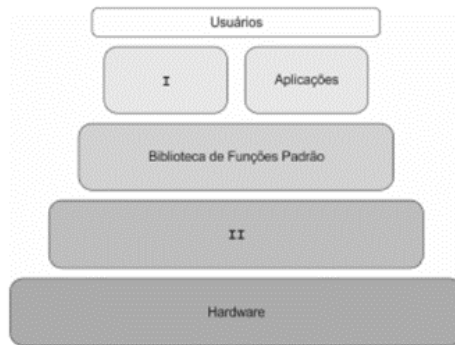 Usuários
I
Aplicações
Biblioteca de Funções Padrão
II
Hardware